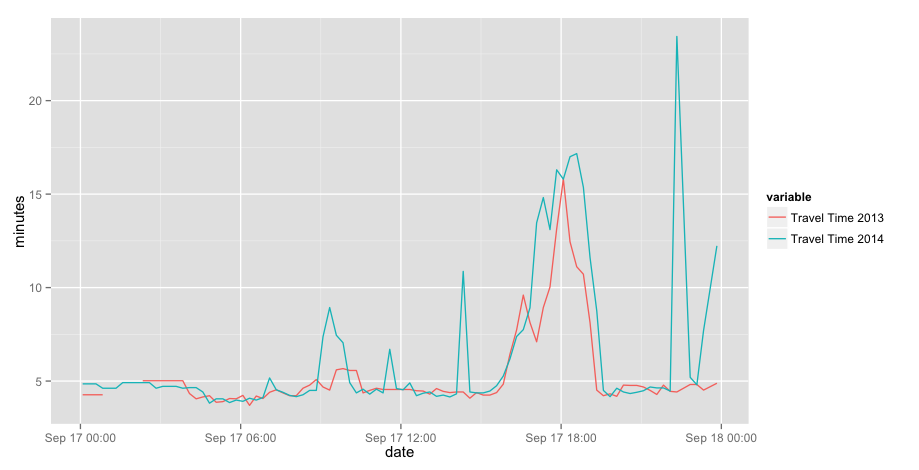 20
15
10
5
minutes
Sep 17 00:00
Sep 17 06:00
Sep 17 12:00
Sep 17 18:00
Sep 18 00:00
date
variable
Travel Time 2013
Travel Time 2014